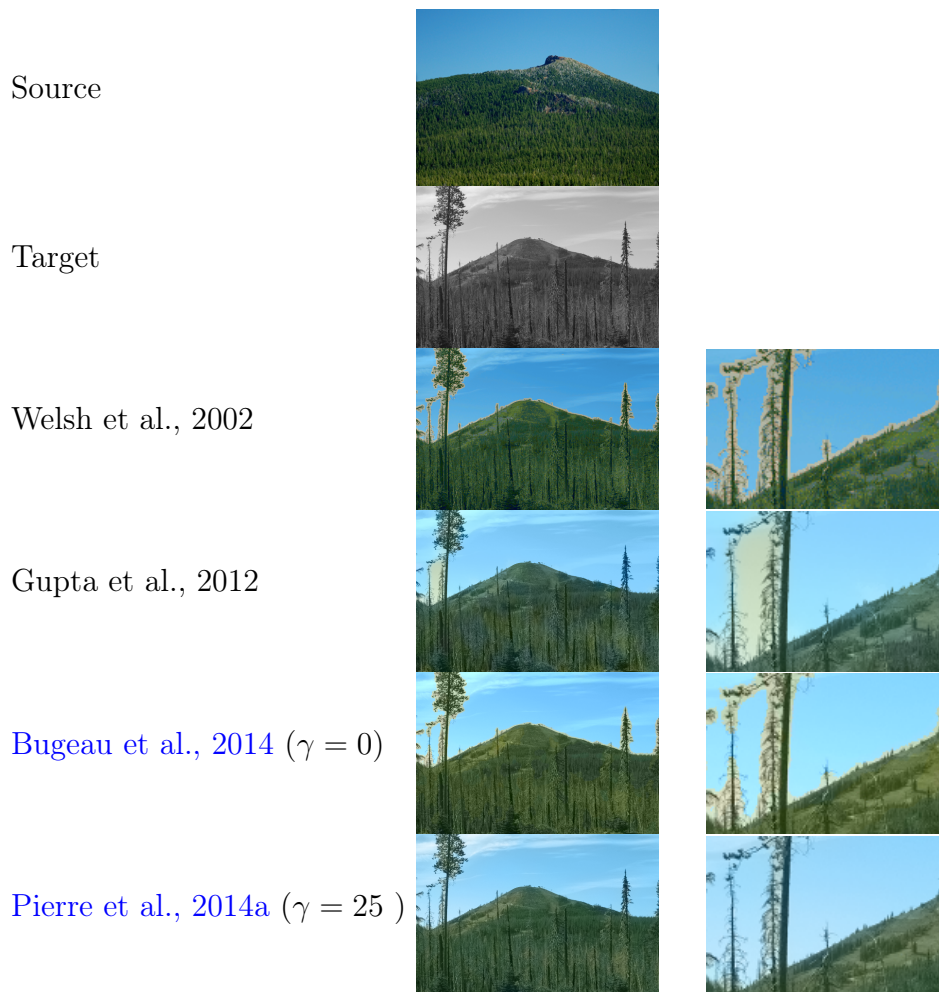 Source
Target
Welsh et al., 2002
Gupta et al., 2012
Bugeau et al., 2014 (γ = 0)
Pierre et al., 2014a (γ = 25 )